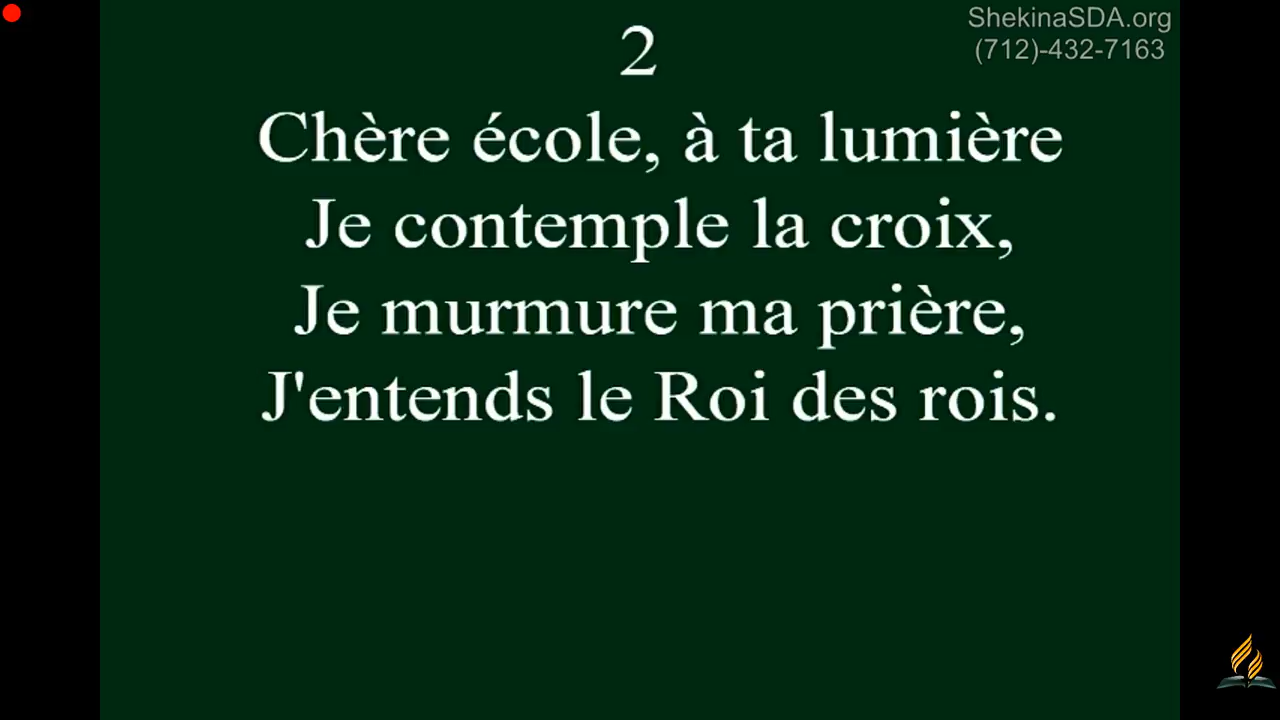 ShekinaSDA.org
(712)-432-7163
2
Chère école, à ta lumière
Je contemple la croix,
Je murmure ma prière,
J'entends le Roi des rois.